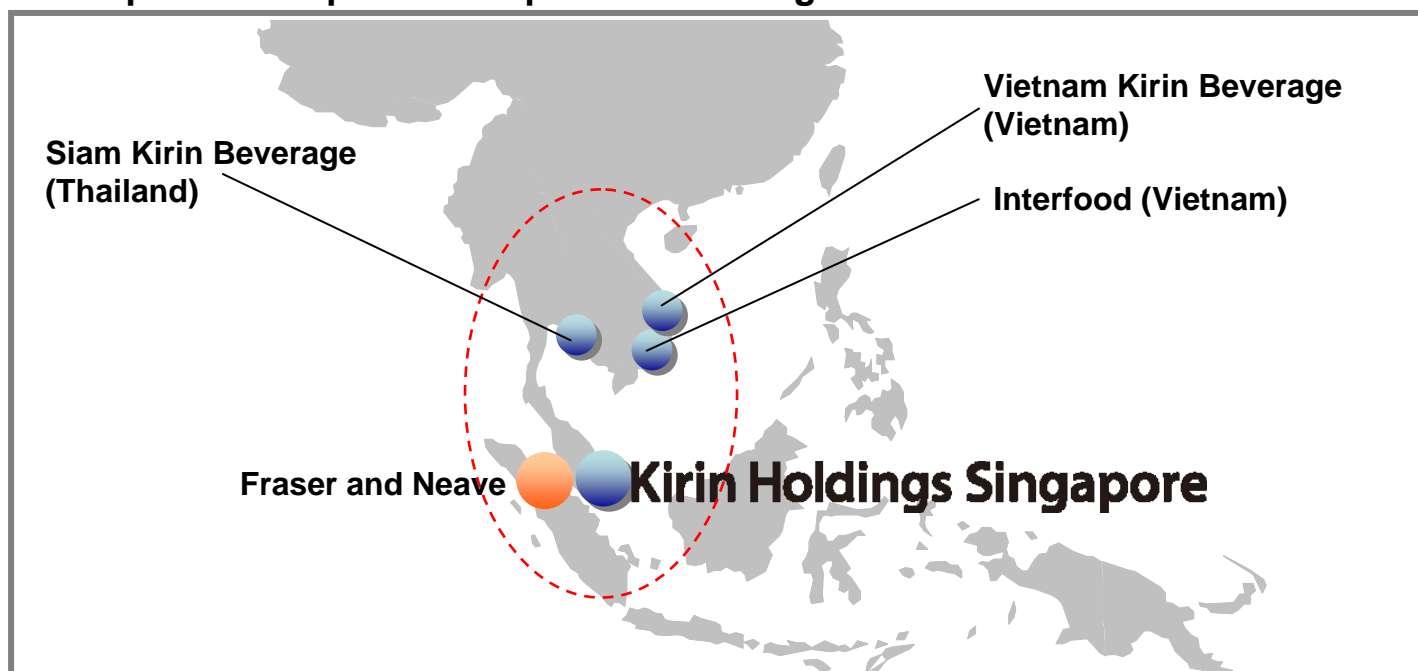 Vietnam Kirin Beverage
(Vietnam)
Siam Kirin Beverage
(Thailand)
Interfood (Vietnam)
Fraser and Neave
Kirin Holdings Singapore